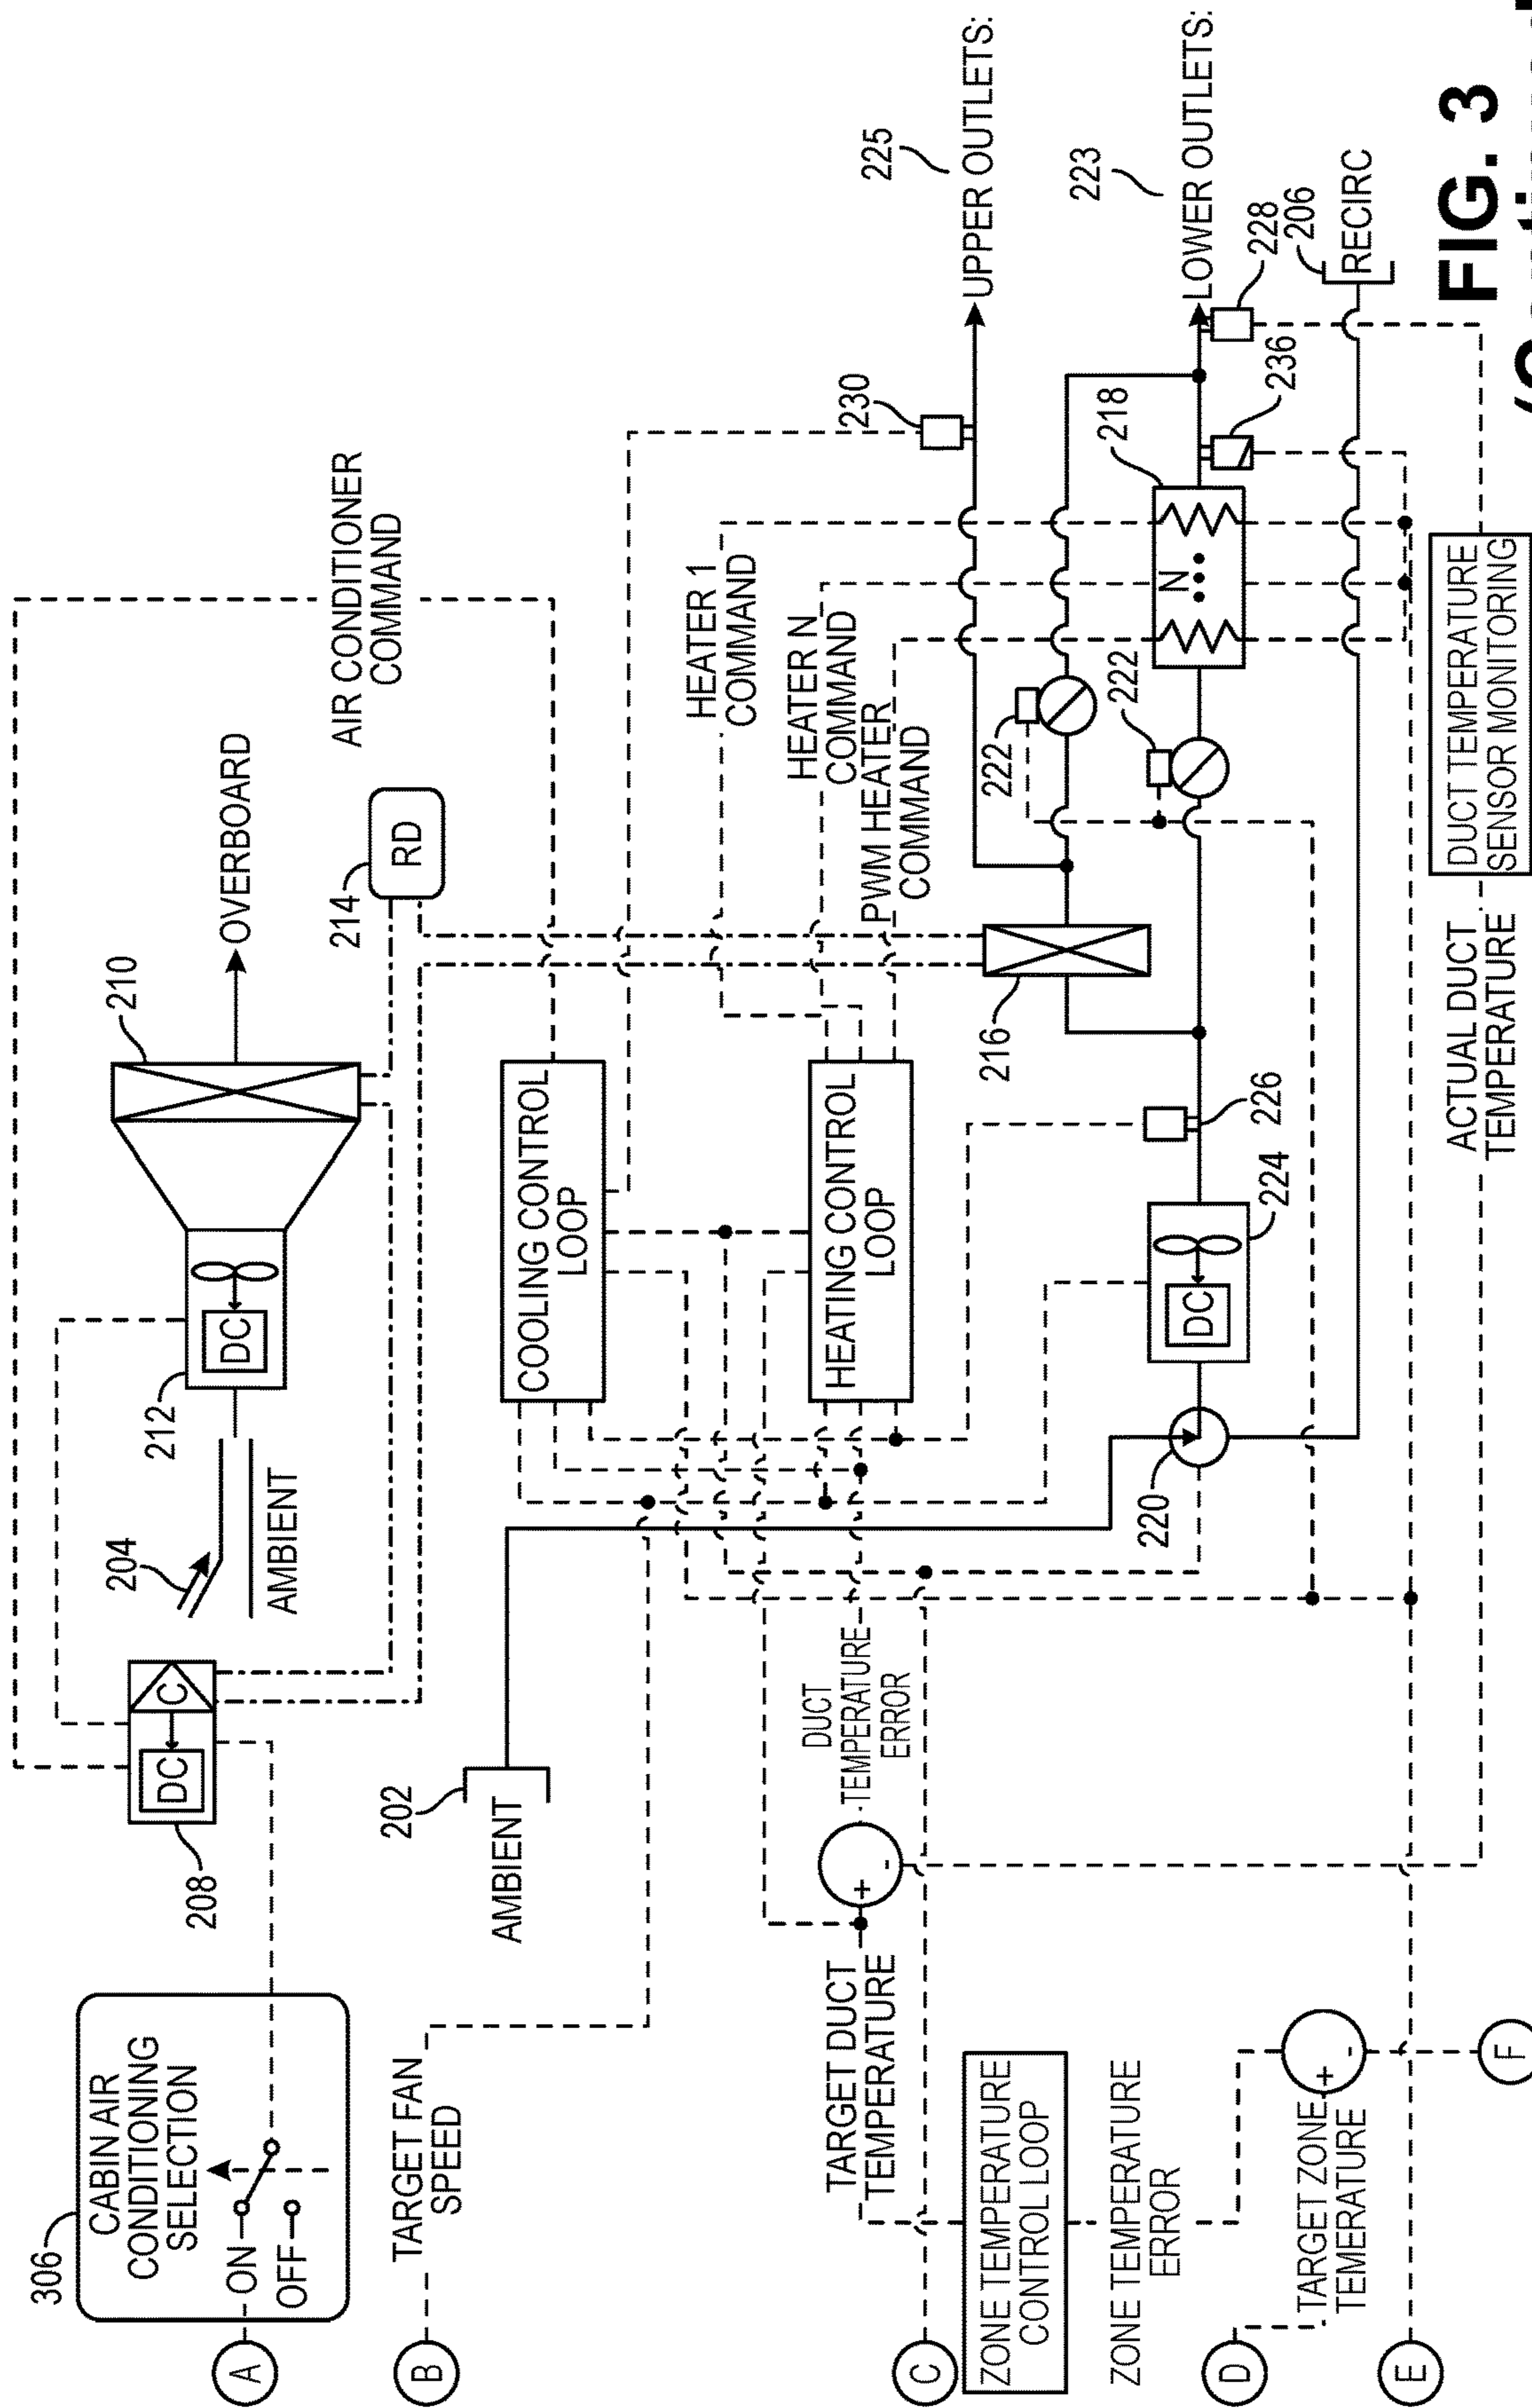 306
CABIN AIR
CONDITIONING
SELECTION
ON
OFF
A
208
DC
C
204
AMBIENT
212
DC
210
OVERBOARD
214
RD
AIR CONDITIONER
COMMAND
B
TARGET FAN
SPEED
202
AMBIENT
COOLING CONTROL
LOOP
HEATING CONTROL
LOOP
HEATER 1
COMMAND
HEATER N
COMMAND
PWM HEATER
COMMAND
230
225
UPPER OUTLETS:
223
LOWER OUTLETS:
228
206
RECIRC
236
218
N
222
222
216
226
224
DC
220
DUCT
TEMPERATURE
ERROR
+
-
TARGET DUCT
TEMPERATURE
C
ZONE TEMPERATURE
CONTROL LOOP
ZONE TEMPERATURE
ERROR
D
TARGET ZONE
TEMERATURE
+
-
E
F
ACTUAL DUCT
TEMPERATURE
DUCT TEMPERATURE
SENSOR MONITORING
FIG. 3